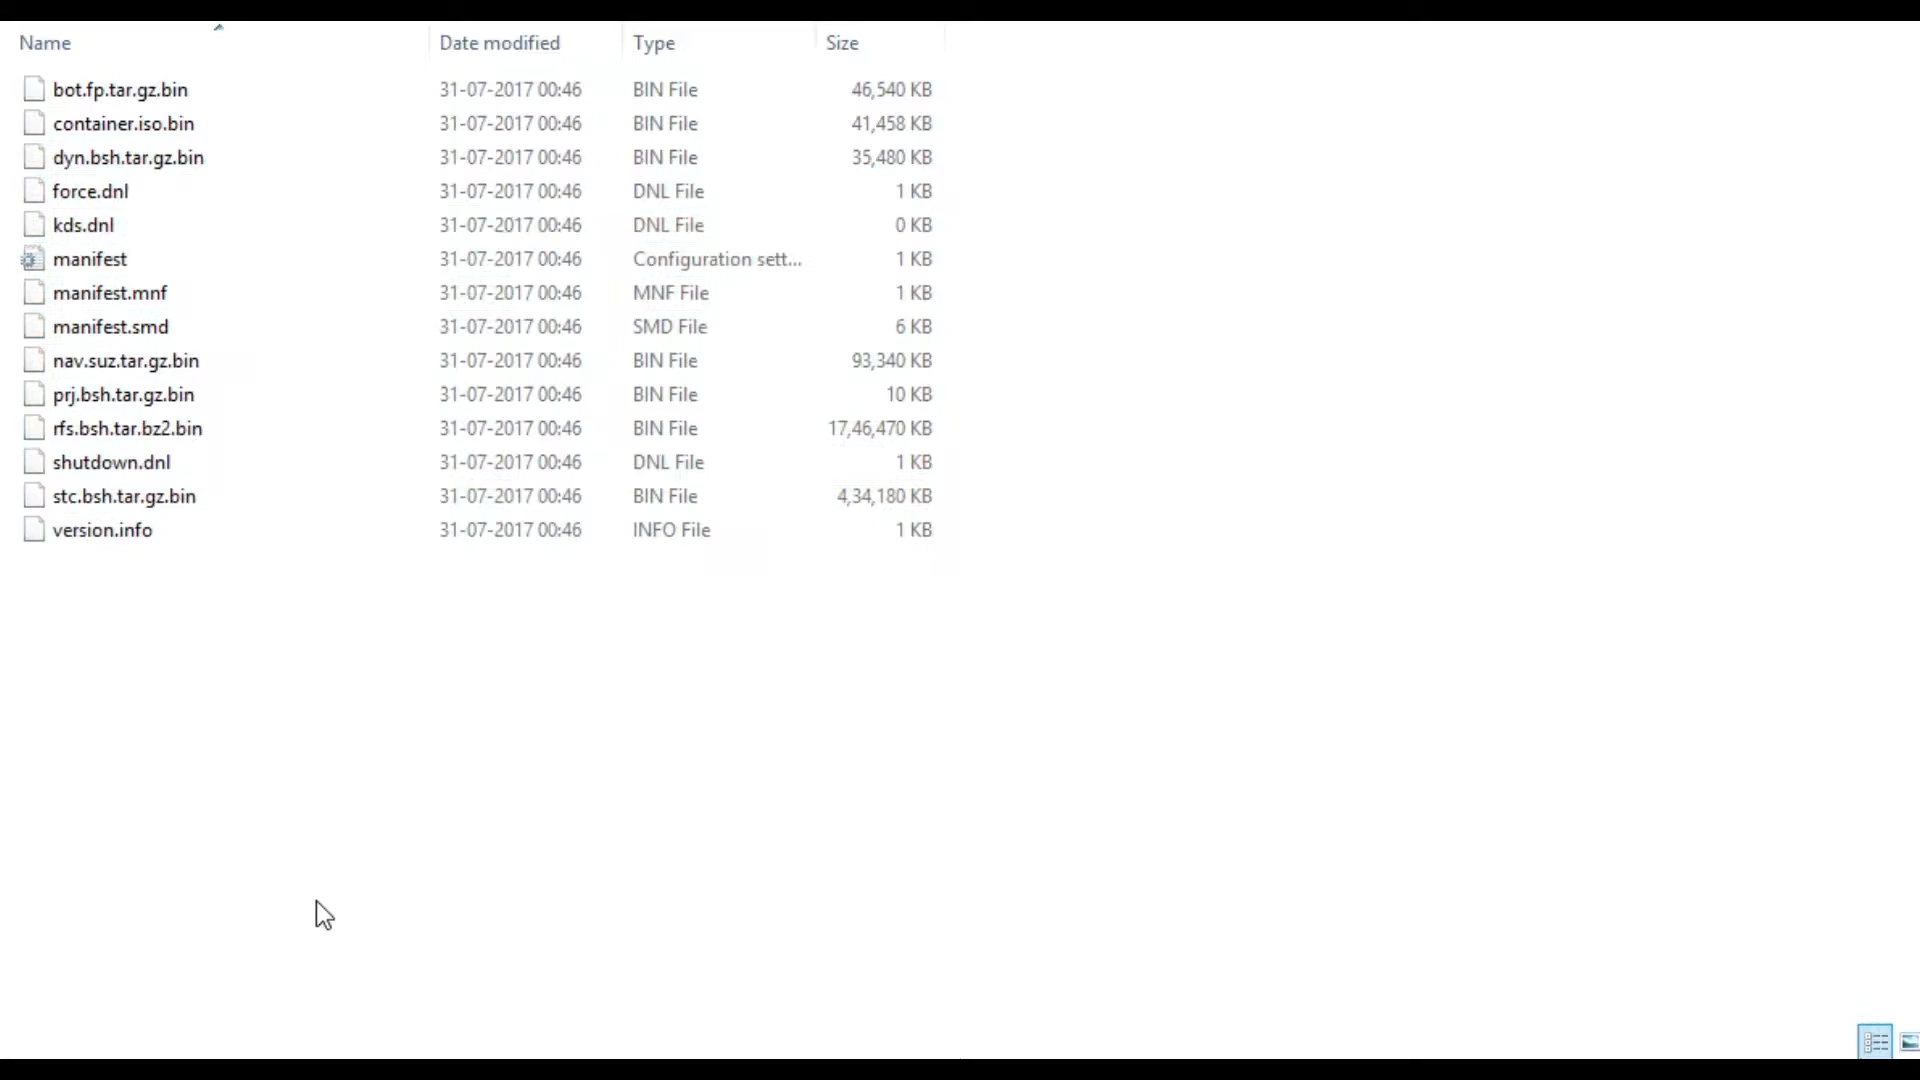 Name Date modified Type Size
bot.fp.tar.gz.bin 31-07-2017 00:46 BIN File 46,540 KB
container.iso.bin 31-07-2017 00:46 BIN File 41,458 KB
dyn.bsh.tar.gz.bin 31-07-2017 00:46 BIN File 35,480 KB
force.dnl 31-07-2017 00:46 DNL File 1 KB
kds.dnl 31-07-2017 00:46 DNL File 0 KB
manifest 31-07-2017 00:46 Configuration sett... 1 KB
manifest.mnf 31-07-2017 00:46 MNF File 1 KB
manifest.smd 31-07-2017 00:46 SMD File 6 KB
nav.suz.tar.gz.bin 31-07-2017 00:46 BIN File 93,340 KB
prj.bsh.tar.gz.bin 31-07-2017 00:46 BIN File 10 KB
rfs.bsh.tar.bz2.bin 31-07-2017 00:46 BIN File 17,46,470 KB
shutdown.dnl 31-07-2017 00:46 DNL File 1 KB
stc.bsh.tar.gz.bin 31-07-2017 00:46 BIN File 4,34,180 KB
version.info 31-07-2017 00:46 INFO File 1 KB